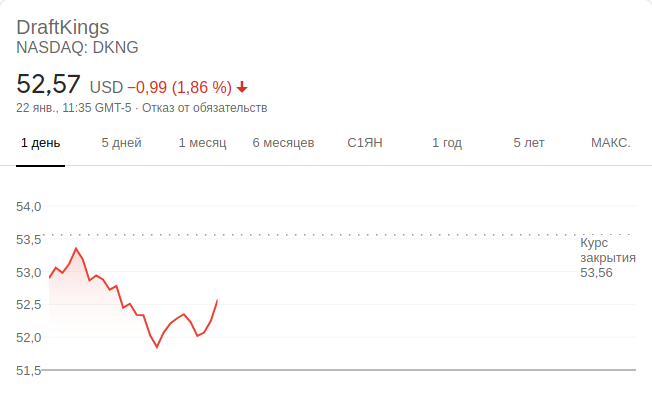 DraftKings
NASDAQ: DKNG
52,57 USD −0,99 (1,86 %)
22 янв., 11:35 GMT-5 · Отказ от обязательств
1 день 5 дней 1 месяц 6 месяцев С1ЯН 1 год 5 лет МАКС.
54,0
53,5
Курс
закрытия
53,56
53,0
52,5
52,0
51,5